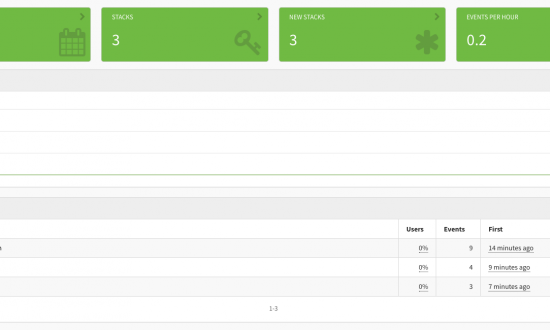 STACKS
3
NEW STACKS
3
EVENTS PER HOUR
0.2
Users Events First
0% 9 14 minutes ago
0% 4 9 minutes ago
0% 3 7 minutes ago
1-3